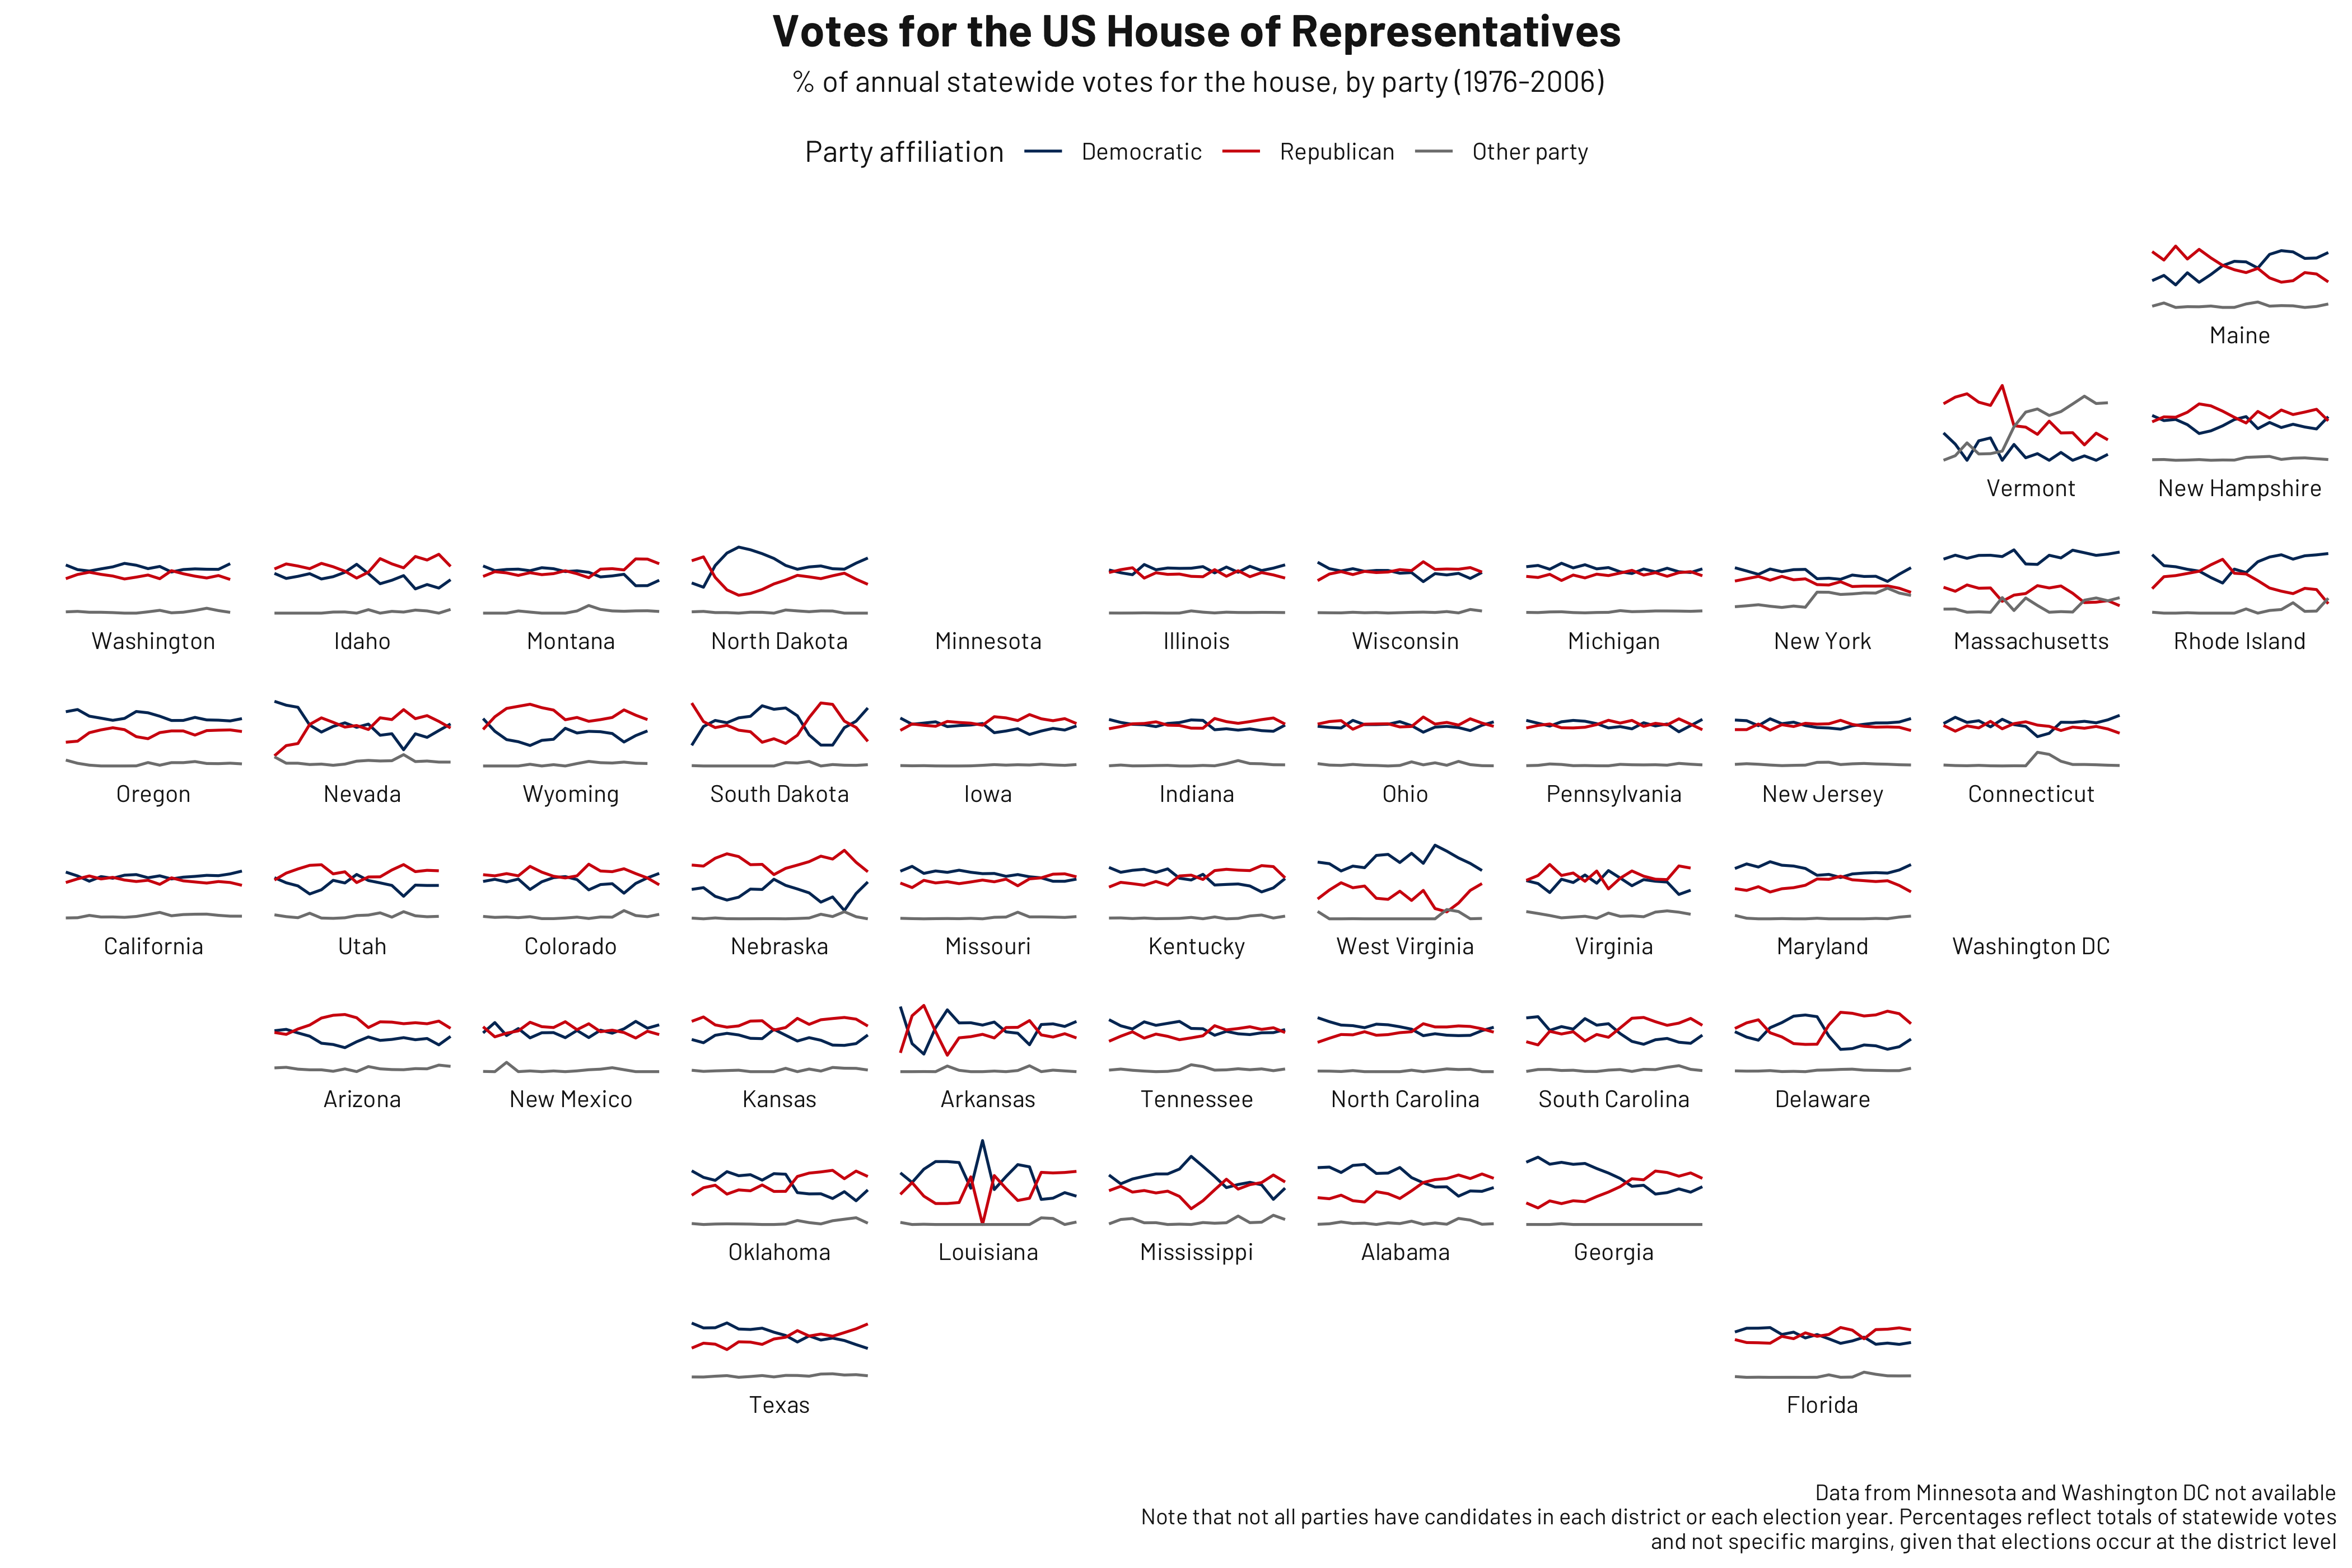 Votes for the US House of Representatives
% of annual statewide votes for the house, by party (1976-2006)
Party affiliation Democratic Republican Other party
Maine
Vermont New Hampshire
Washington Idaho Montana North Dakota Minnesota Illinois Wisconsin Michigan New York Massachusetts Rhode Island
Oregon Nevada Wyoming South Dakota Iowa Indiana Ohio Pennsylvania New Jersey Connecticut
California Utah Colorado Nebraska Missouri Kentucky West Virginia Virginia Maryland Washington DC
Arizona New Mexico Kansas Arkansas Tennessee North Carolina South Carolina Delaware
Oklahoma Louisiana Mississippi Alabama Georgia
Texas Florida
Data from Minnesota and Washington DC not available
Note that not all parties have candidates in each district or each election year. Percentages reflect totals of statewide votes
and not specific margins, given that elections occur at the district level